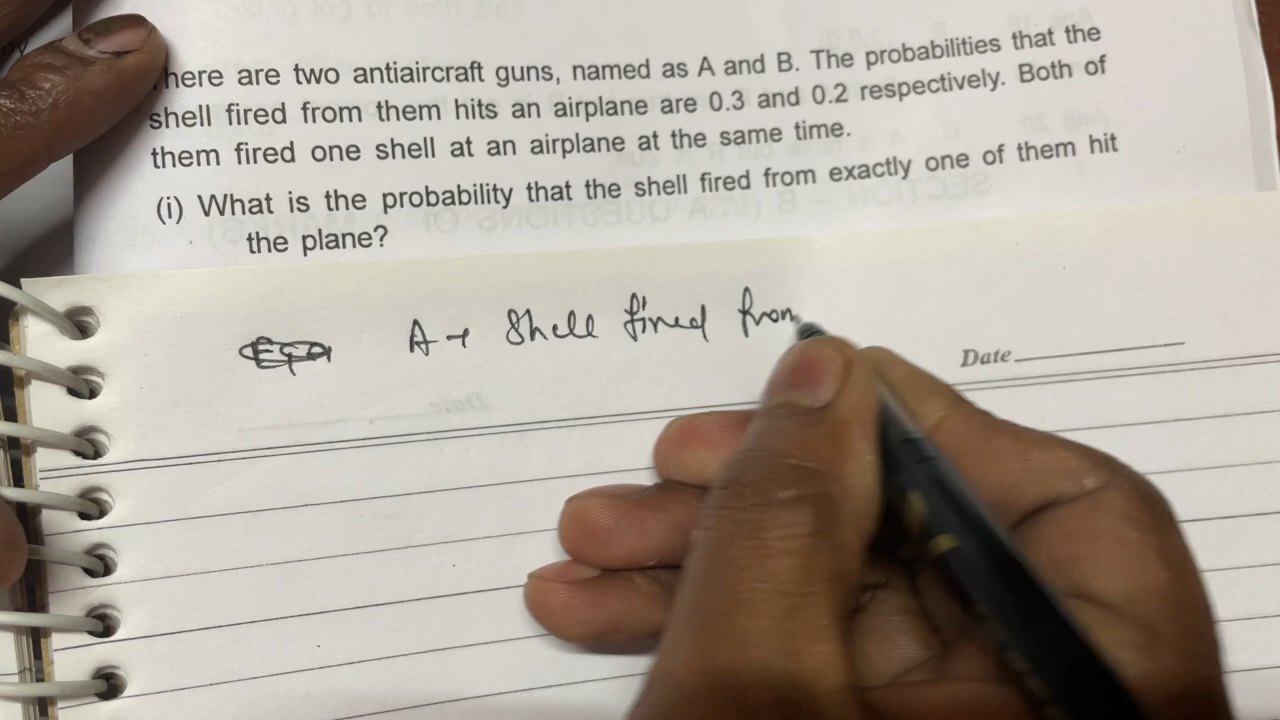 here are two antiaircraft guns, named as A and B. The probabilities that the
shell fired from them hits an airplane are 0.3 and 0.2 respectively. Both of
them fired one shell at an airplane at the same time.
(i) What is the probability that the shell fired from exactly one of them hit
the plane?
A → Shell fired from
Date